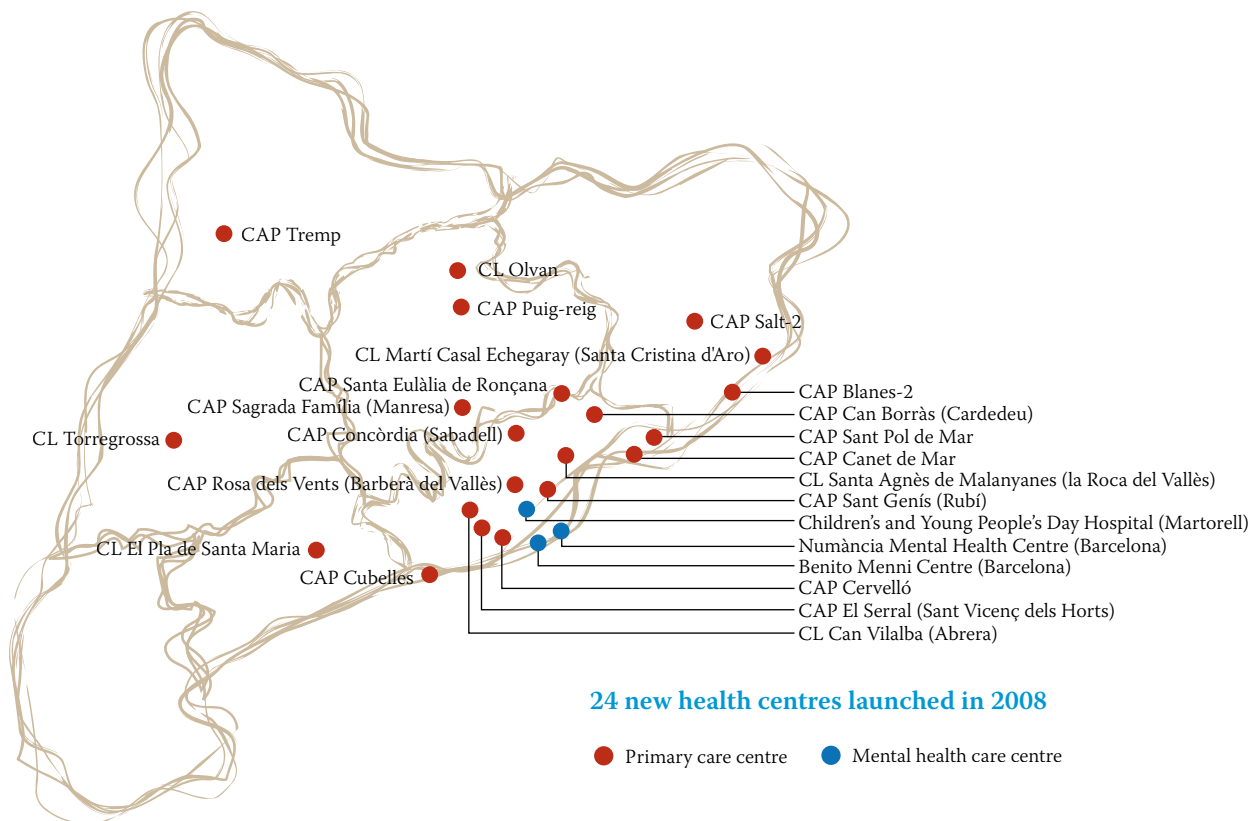 CAP Tremp
CL Olvan
CAP Puig-reig
CAP Salt-2
CL Martí Casal Echegaray (Santa Cristina d'Aro)
CAP Santa Eulàlia de Ronçana
CAP Sagrada Família (Manresa)
CAP Concòrdia (Sabadell)
CL Torregrossa
CAP Rosa dels Vents (Barberà del Vallès)
CL El Pla de Santa Maria
CAP Cubelles
CAP Blanes-2
CAP Can Borràs (Cardedeu)
CAP Sant Pol de Mar
CAP Canet de Mar
CL Santa Agnès de Malanyanes (la Roca del Vallès)
CAP Sant Genís (Rubí)
Children’s and Young People’s Day Hospital (Martorell)
Numància Mental Health Centre (Barcelona)
Benito Menni Centre (Barcelona)
CAP Cervelló
CAP El Serral (Sant Vicenç dels Horts)
CL Can Vilalba (Abrera)
24 new health centres launched in 2008
Primary care centre
Mental health care centre